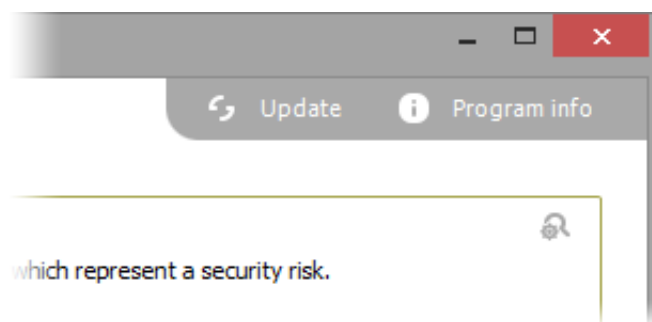 Update Program info
which represent a security risk.